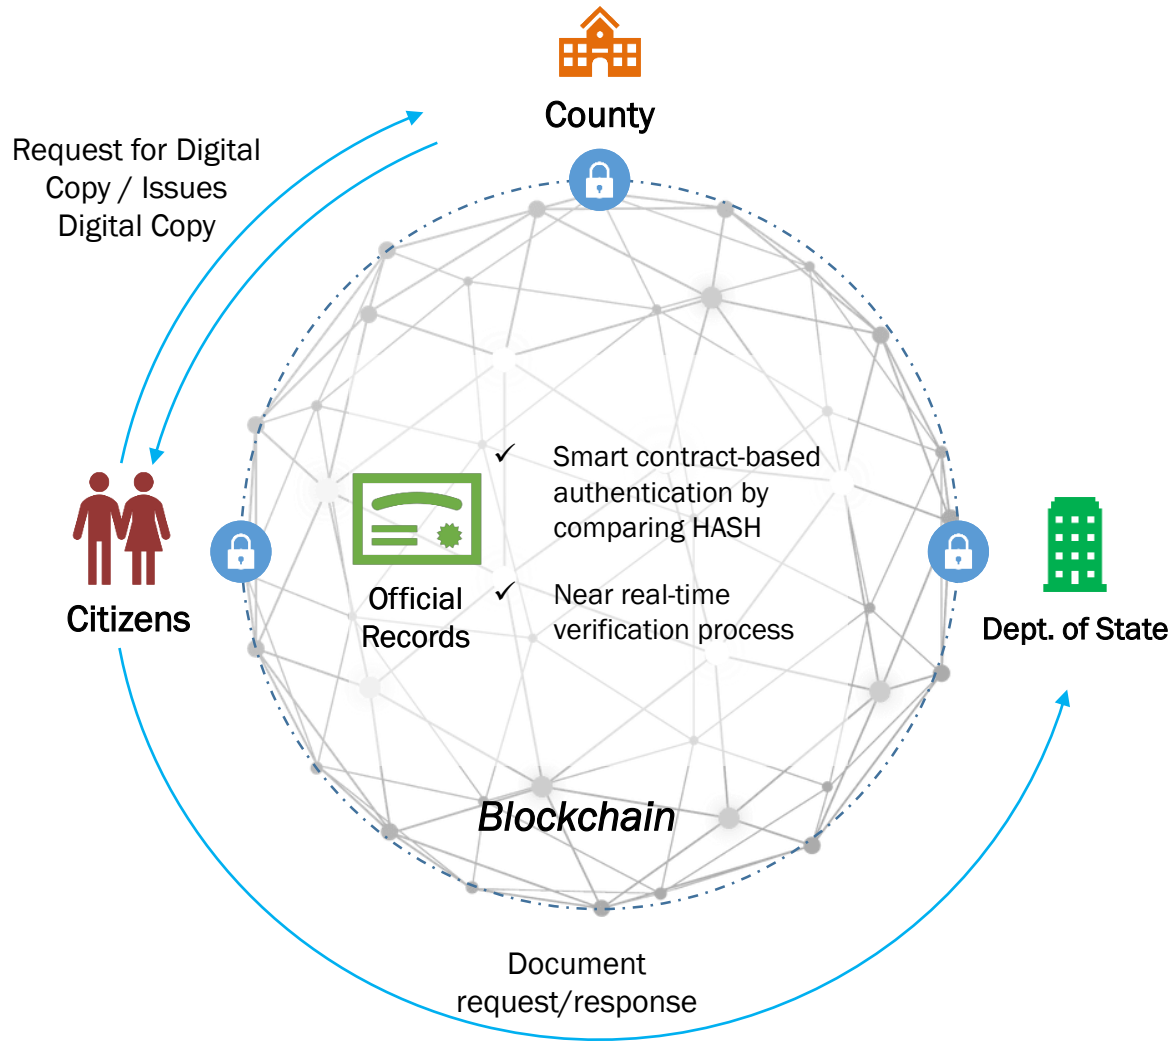 County
Request for Digital
Copy / Issues
Digital Copy
Smart contract-based
authentication by
comparing HASH
Official
Records
Near real-time
verification process
Citizens
Dept. of State
Blockchain
Document
request/response